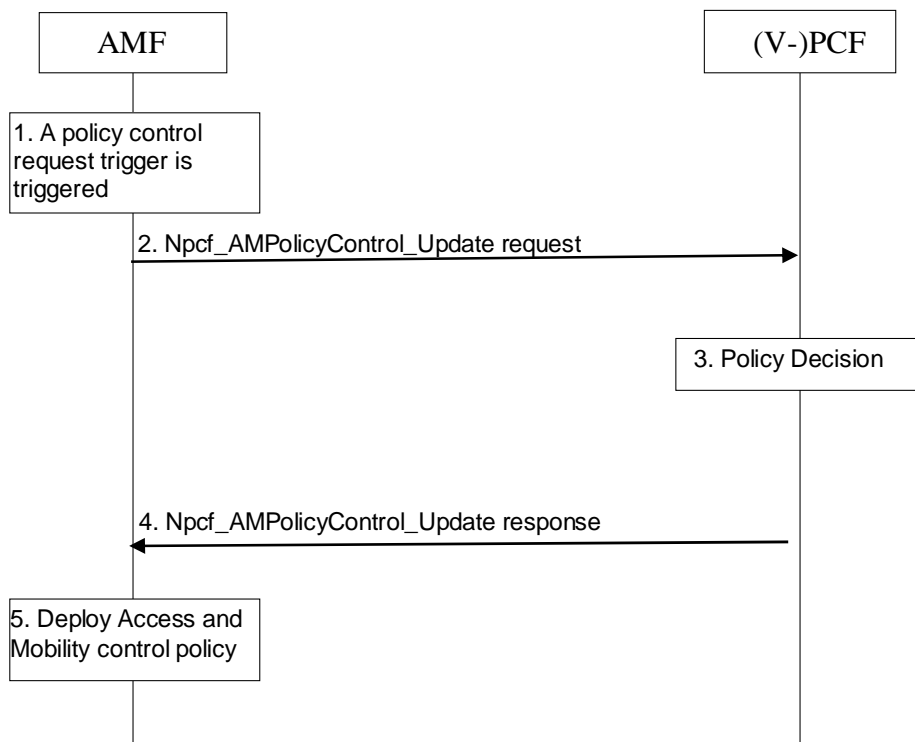 AMF
(V-)PCF
1. A policy control
request trigger is
triggered
2. Npcf_AMPolicyControl_Update request
3. Policy Decision
4. Npcf_AMPolicyControl_Update response
5. Deploy Access and
Mobility control policy